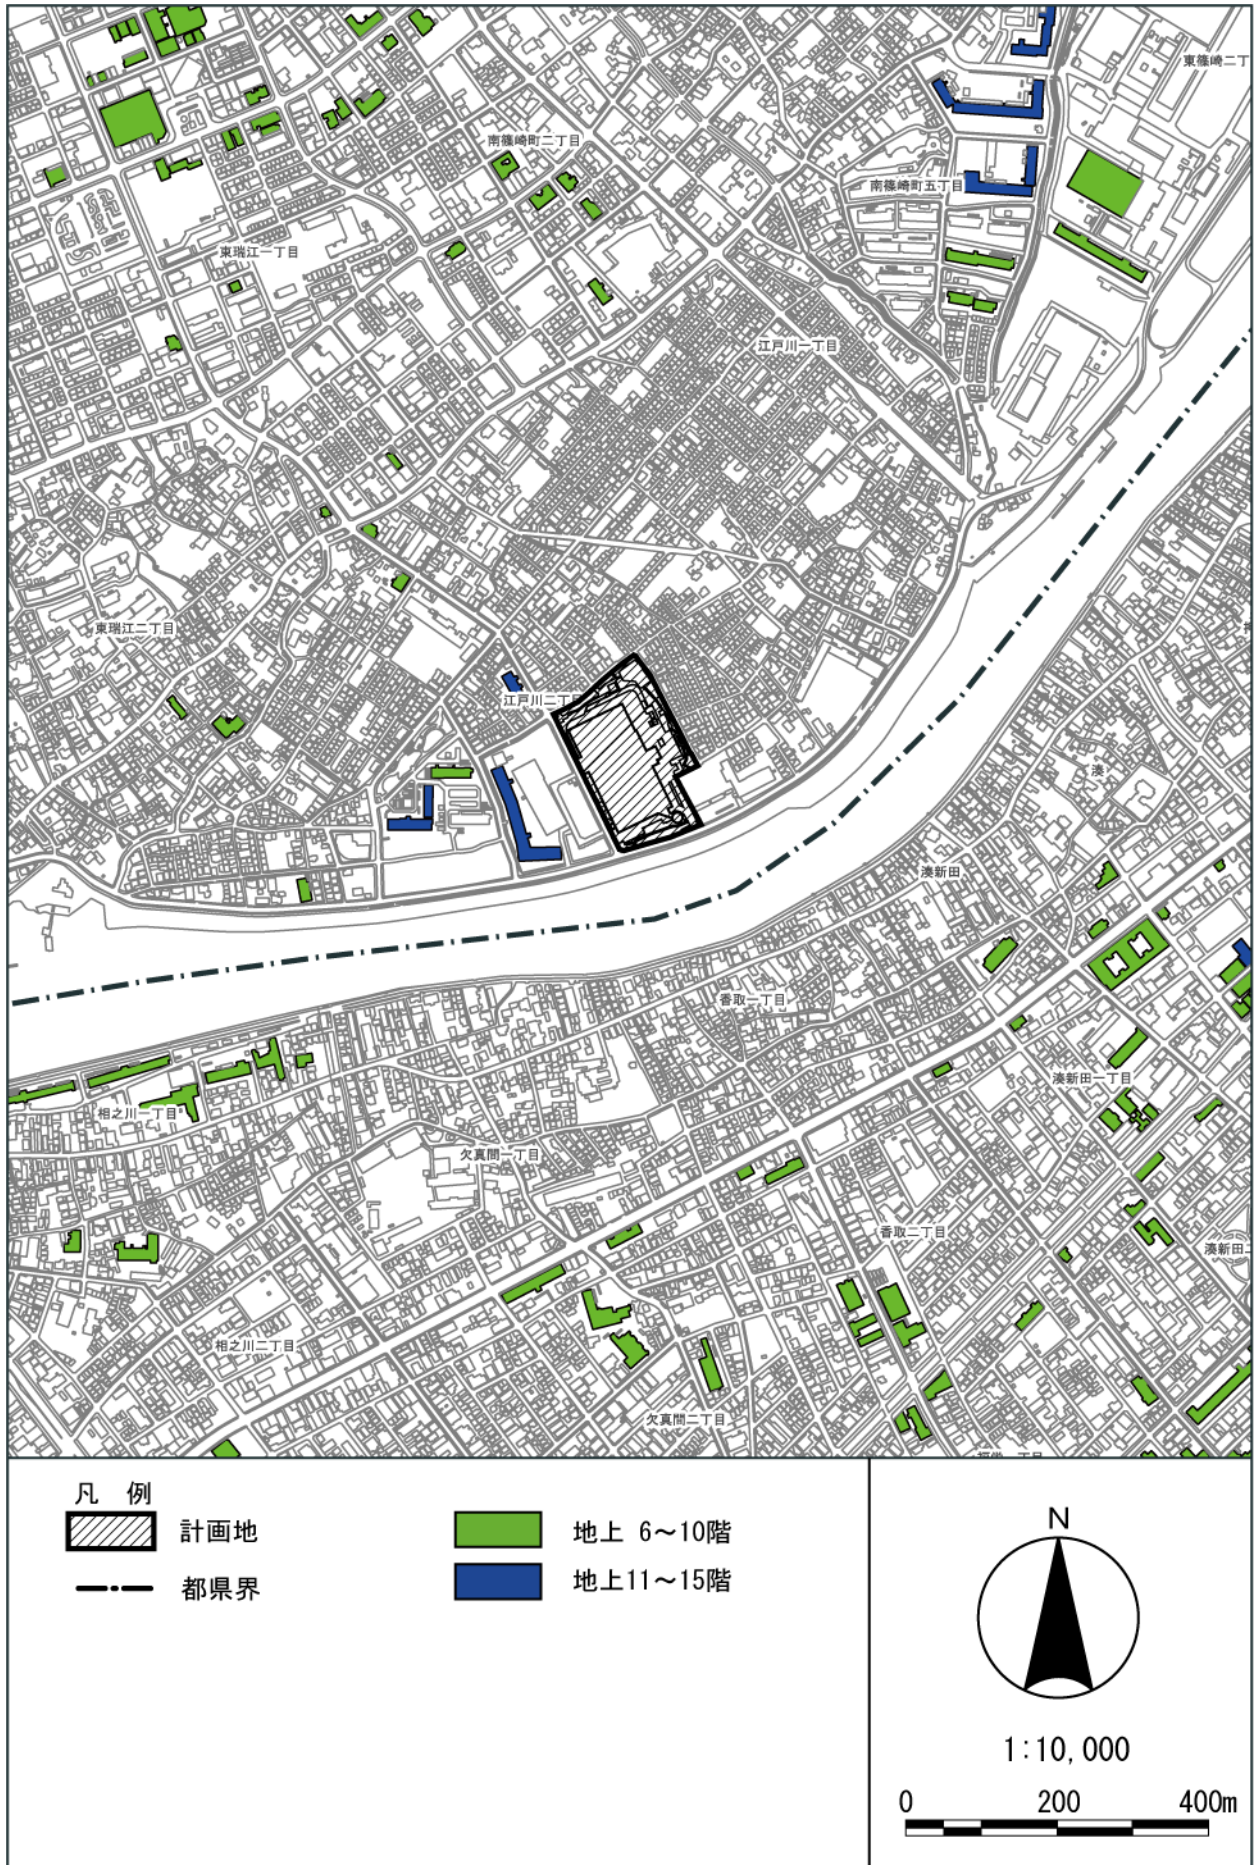 東篠崎二丁
南篠崎町二丁目
南篠崎町五丁目
東瑞江一丁目
江戸川一丁目
東瑞江二丁目
江戸川二丁目
湊
湊新田
香取一丁目
湊新田一丁目
相之川一丁目
欠真間一丁目
香取二丁目
湊新田二
相之川二丁目
欠真間二丁目
凡 例
計画地
都県界
地上 6～10階
地上11～15階
N
1:10,000
0 200 400m